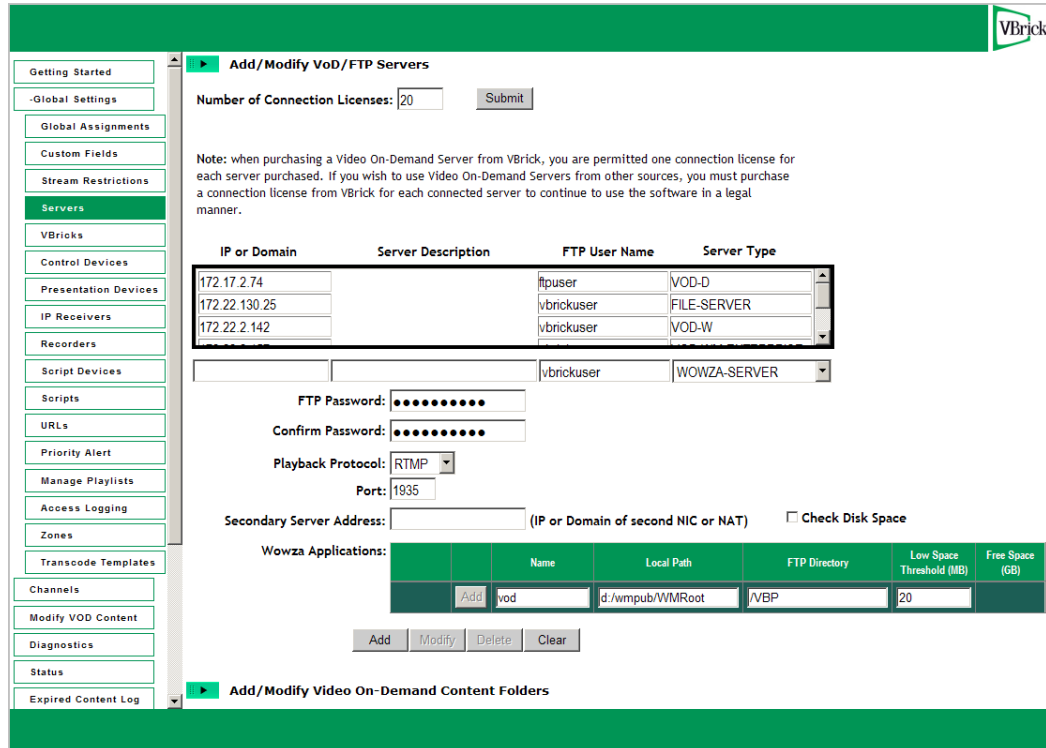 VBrick
Getting Started
-Global Settings
Global Assignments
Custom Fields
Stream Restrictions
Servers
VBricks
Control Devices
Presentation Devices
IP Receivers
Recorders
Script Devices
Scripts
URLs
Priority Alert
Manage Playlists
Access Logging
Zones
Transcode Templates
Channels
Modify VOD Content
Diagnostics
Status
Expired Content Log
Add/Modify VoD/FTP Servers
Number of Connection Licenses: 20 Submit
Note: when purchasing a Video On-Demand Server from VBrick, you are permitted one connection license for
each server purchased. If you wish to use Video On-Demand Servers from other sources, you must purchase
a connection license from VBrick for each connected server to continue to use the software in a legal
manner.
IP or Domain Server Description FTP User Name Server Type
172.17.2.74 ftpuser VOD-D
172.22.130.25 vbrickuser FILE-SERVER
172.22.2.142 vbrickuser VOD-W
vbrickuser WOWZA-SERVER
FTP Password: ●●●●●●●●●●
Confirm Password: ●●●●●●●●●●
Playback Protocol: RTMP
Port: 1935
Secondary Server Address: (IP or Domain of second NIC or NAT) Check Disk Space
Wowza Applications:
Name Local Path FTP Directory Low Space Threshold (MB) Free Space (GB)
Add vod d:/wmpub/WMRoot /VBP 20
Add Modify Delete Clear
Add/Modify Video On-Demand Content Folders